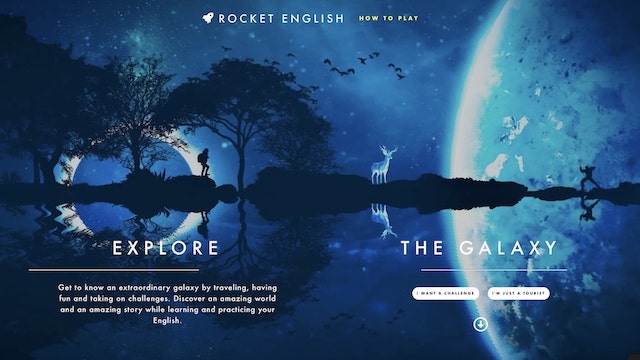 ROCKET ENGLISH
HOW TO PLAY
EXPLORE
Get to know an extraordinary galaxy by traveling, having
fun and taking on challenges. Discover an amazing world
and an amazing story while learning and practicing your
English.
THE GALAXY
I WANT A CHALLENGE
I'M JUST A TOURIST